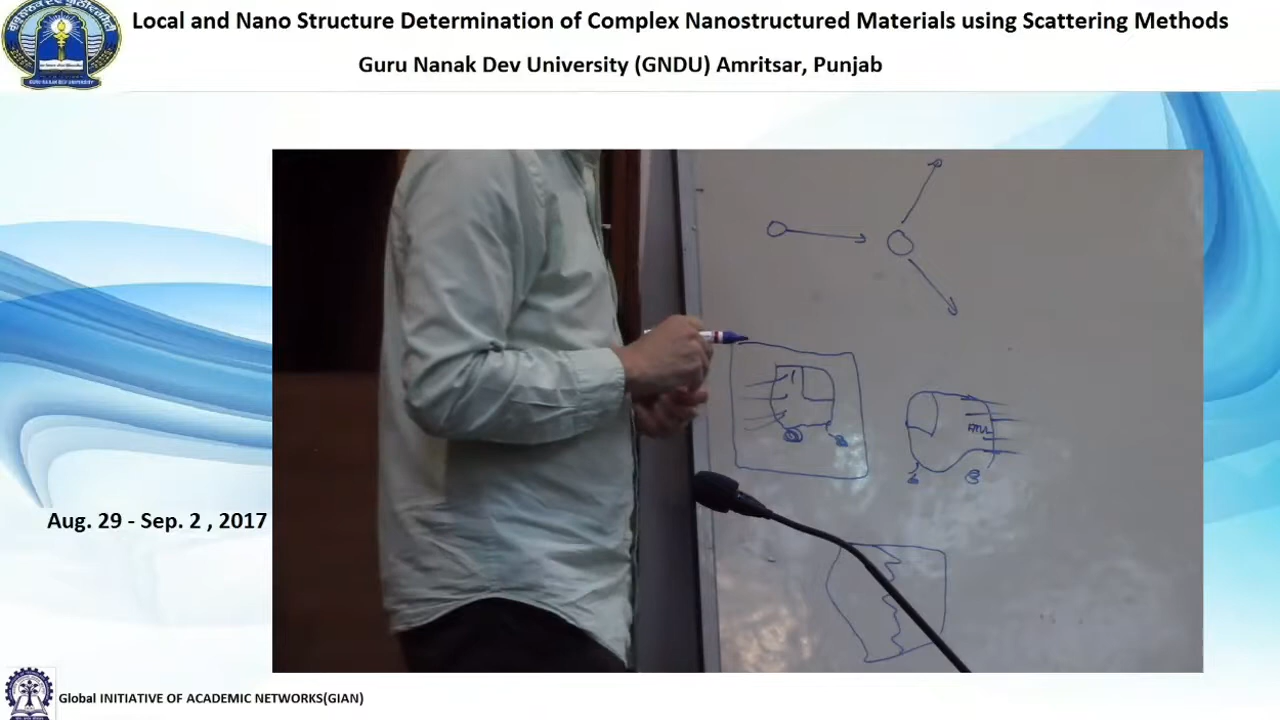 Local and Nano Structure Determination of Complex Nanostructured Materials using Scattering Methods
Guru Nanak Dev University (GNDU) Amritsar, Punjab
Aug. 29 - Sep. 2 , 2017
Global INITIATIVE OF ACADEMIC NETWORKS(GIAN)